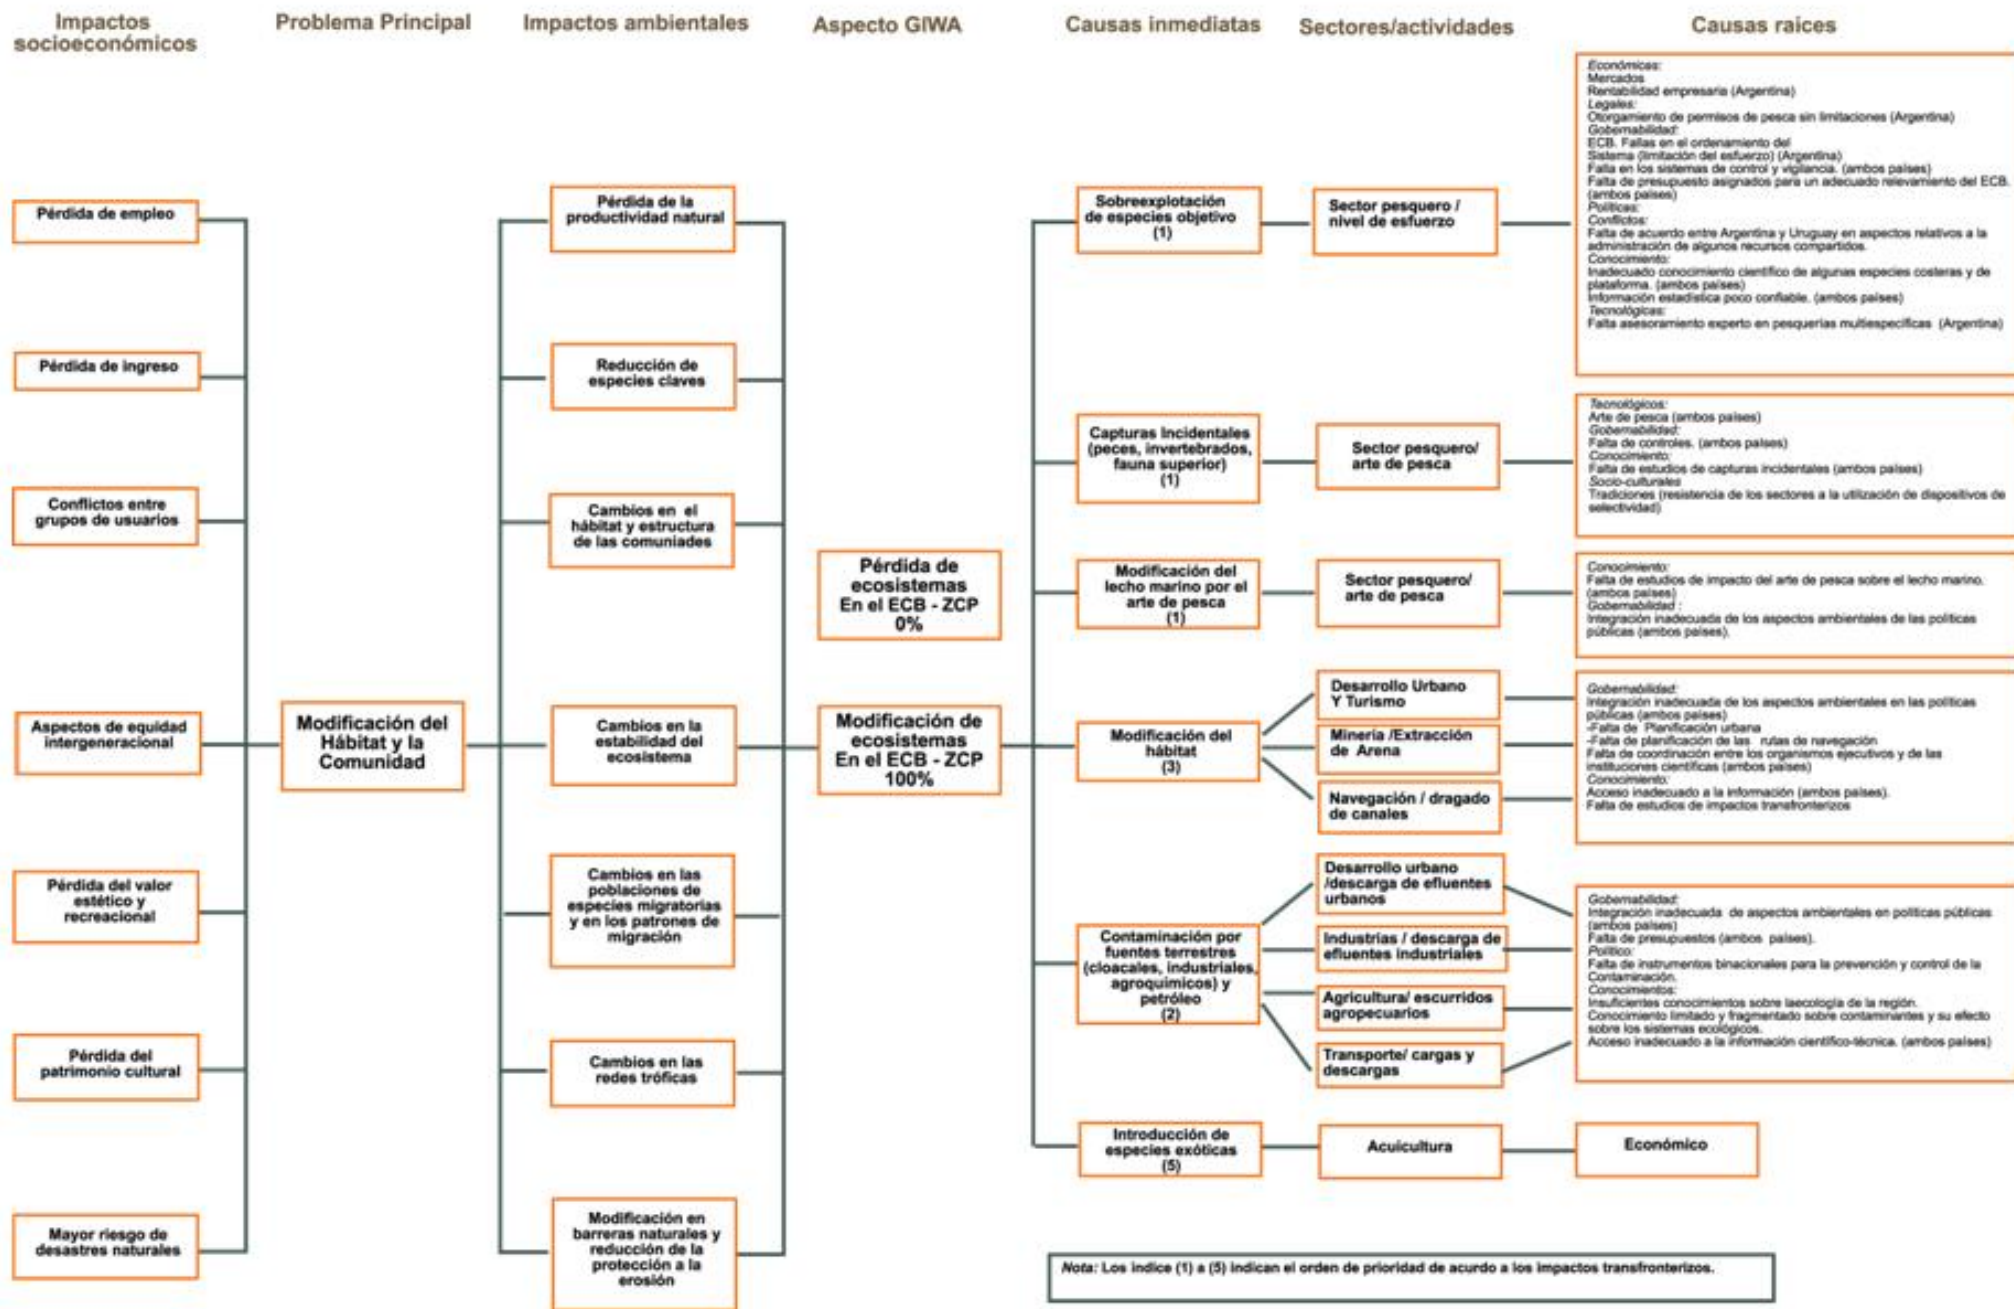 Impactos
socioeconómicos
Problema Principal
Impactos ambientales
Aspecto GIWA
Causas inmediatas
Sectores/actividades
Causas raices
Pérdida de empleo
Pérdida de ingreso
Conflictos entre
grupos de usuarios
Aspectos de equidad
intergeneracional
Pérdida del valor
estético y
recreacional
Pérdida del
patrimonio cultural
Mayor riesgo de
desastres naturales
Modificación del
Hábitat y la
Comunidad
Pérdida de la
productividad natural
Reducción de
especies claves
Cambios en el
hábitat y estructura
de las comuniades
Cambios en la
estabilidad del
ecosistema
Cambios en las
poblaciones de
especies migratorias
y en los patrones de
migración
Cambios en las
redes tróficas
Modificación en
barreras naturales y
reducción de la
protección a la
erosión
Pérdida de
ecosistemas
En el ECB - ZCP
0%
Modificación de
ecosistemas
En el ECB - ZCP
100%
Sobreexplotación
de especies objetivo
(1)
Sector pesquero /
nivel de esfuerzo
Económicas:
Mercados
Rentabilidad empresaria (Argentina)
Legales:
Otorgamiento de permisos de pesca sin limitaciones (Argentina)
Gobernabilidad:
ECB. Fallas en el ordenamiento del
Sistema (limitación del esfuerzo) (Argentina)
Falla en los sistemas de control y vigilancia. (ambos países)
Falta de presupuesto asignados para un adecuado relevamiento del ECB.
(ambos países)
Políticas:
Conflictos:
Falta de acuerdo entre Argentina y Uruguay en aspectos relativos a la
administración de algunos recursos compartidos.
Conocimiento:
Inadecuado conocimiento científico de algunas especies costeras y de
plataforma. (ambos países)
Información estadística poco confiable. (ambos países)
Tecnológicas:
Falta asesoramiento experto en pesquerías multiespecíficas (Argentina)
Capturas Incidentales
(peces, invertebrados,
fauna superior)
(1)
Sector pesquero/
arte de pesca
Tecnológicos:
Arte de pesca (ambos países)
Gobernabilidad:
Falta de controles. (ambos países)
Conocimiento:
Falta de estudios de capturas incidentales (ambos países)
Socio-culturales
Tradiciones (resistencia de los sectores a la utilización de dispositivos de
selectividad)
Modificación del
lecho marino por el
arte de pesca
(1)
Sector pesquero/
arte de pesca
Conocimiento:
Falta de estudios de impacto del arte de pesca sobre el lecho marino.
(ambos países)
Gobernabilidad :
Integración inadecuada de los aspectos ambientales de las políticas
públicas (ambos países).
Modificación del
hábitat
(3)
Desarrollo Urbano
Y Turismo
Minería /Extracción
de Arena
Navegación / dragado
de canales
Gobernabilidad:
Integración inadecuada de los aspectos ambientales en las políticas
públicas (ambos países)
-Falta de Planificación urbana
-Falta de planificación de las rutas de navegación
Falta de coordinación entre los organismos ejecutivos y de las
instituciones científicas (ambos países)
Conocimiento:
Acceso inadecuado a la información (ambos países).
Falta de estudios de impactos transfronterizos
Contaminación por
fuentes terrestres
(cloacales, industriales,
agroquímicos) y
petróleo
(2)
Desarrollo urbano
/descarga de efluentes
urbanos
Industrias / descarga de
efluentes industriales
Agricultura/ escurridos
agropecuarios
Transporte/ cargas y
descargas
Gobernabilidad:
Integración inadecuada de aspectos ambientales en políticas públicas
(ambos países)
Falta de presupuestos (ambos países).
Político:
Falta de instrumentos binacionales para la prevención y control de la
Contaminación.
Conocimientos:
Insuficientes conocimientos sobre laecología de la región.
Conocimiento limitado y fragmentado sobre contaminantes y su efecto
sobre los sistemas ecológicos.
Acceso inadecuado a la información científico-técnica. (ambos países)
Introducción de
especies exóticas
(5)
Acuicultura
Económico
Nota: Los índice (1) a (5) indican el orden de prioridad de acurdo a los impactos transfronterizos.